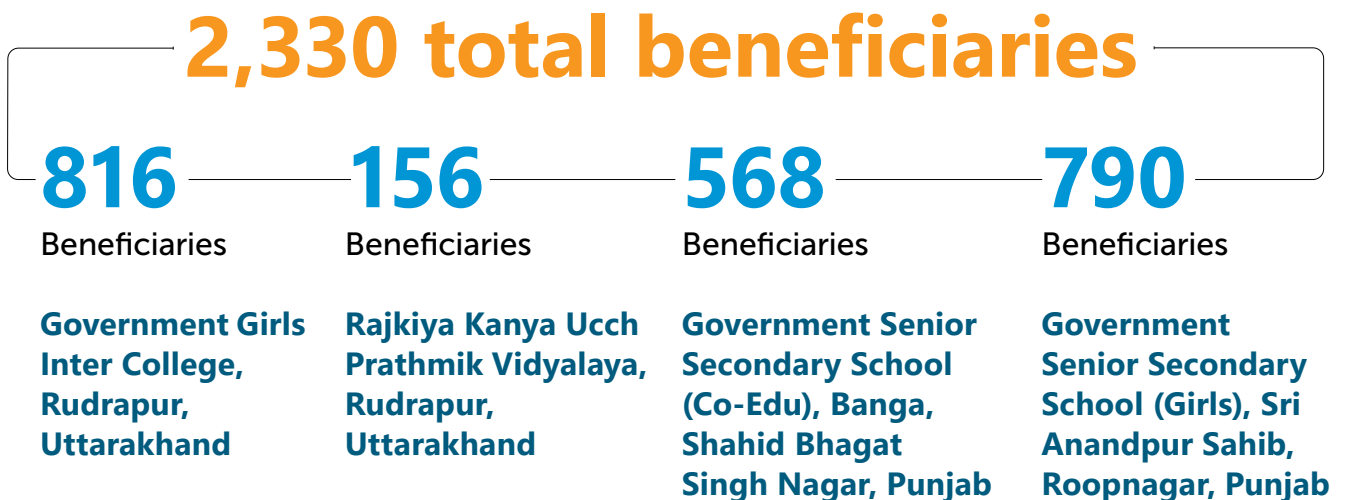 2,330 total beneficiaries
816
Beneficiaries
Government Girls
Inter College,
Rudrapur,
Uttarakhand
156
Beneficiaries
Rajkiya Kanya Ucch
Prathmik Vidyalaya,
Rudrapur,
Uttarakhand
568
Beneficiaries
Government Senior
Secondary School
(Co-Edu), Banga,
Shahid Bhagat
Singh Nagar, Punjab
790
Beneficiaries
Government
Senior Secondary
School (Girls), Sri
Anandpur Sahib,
Roopnagar, Punjab